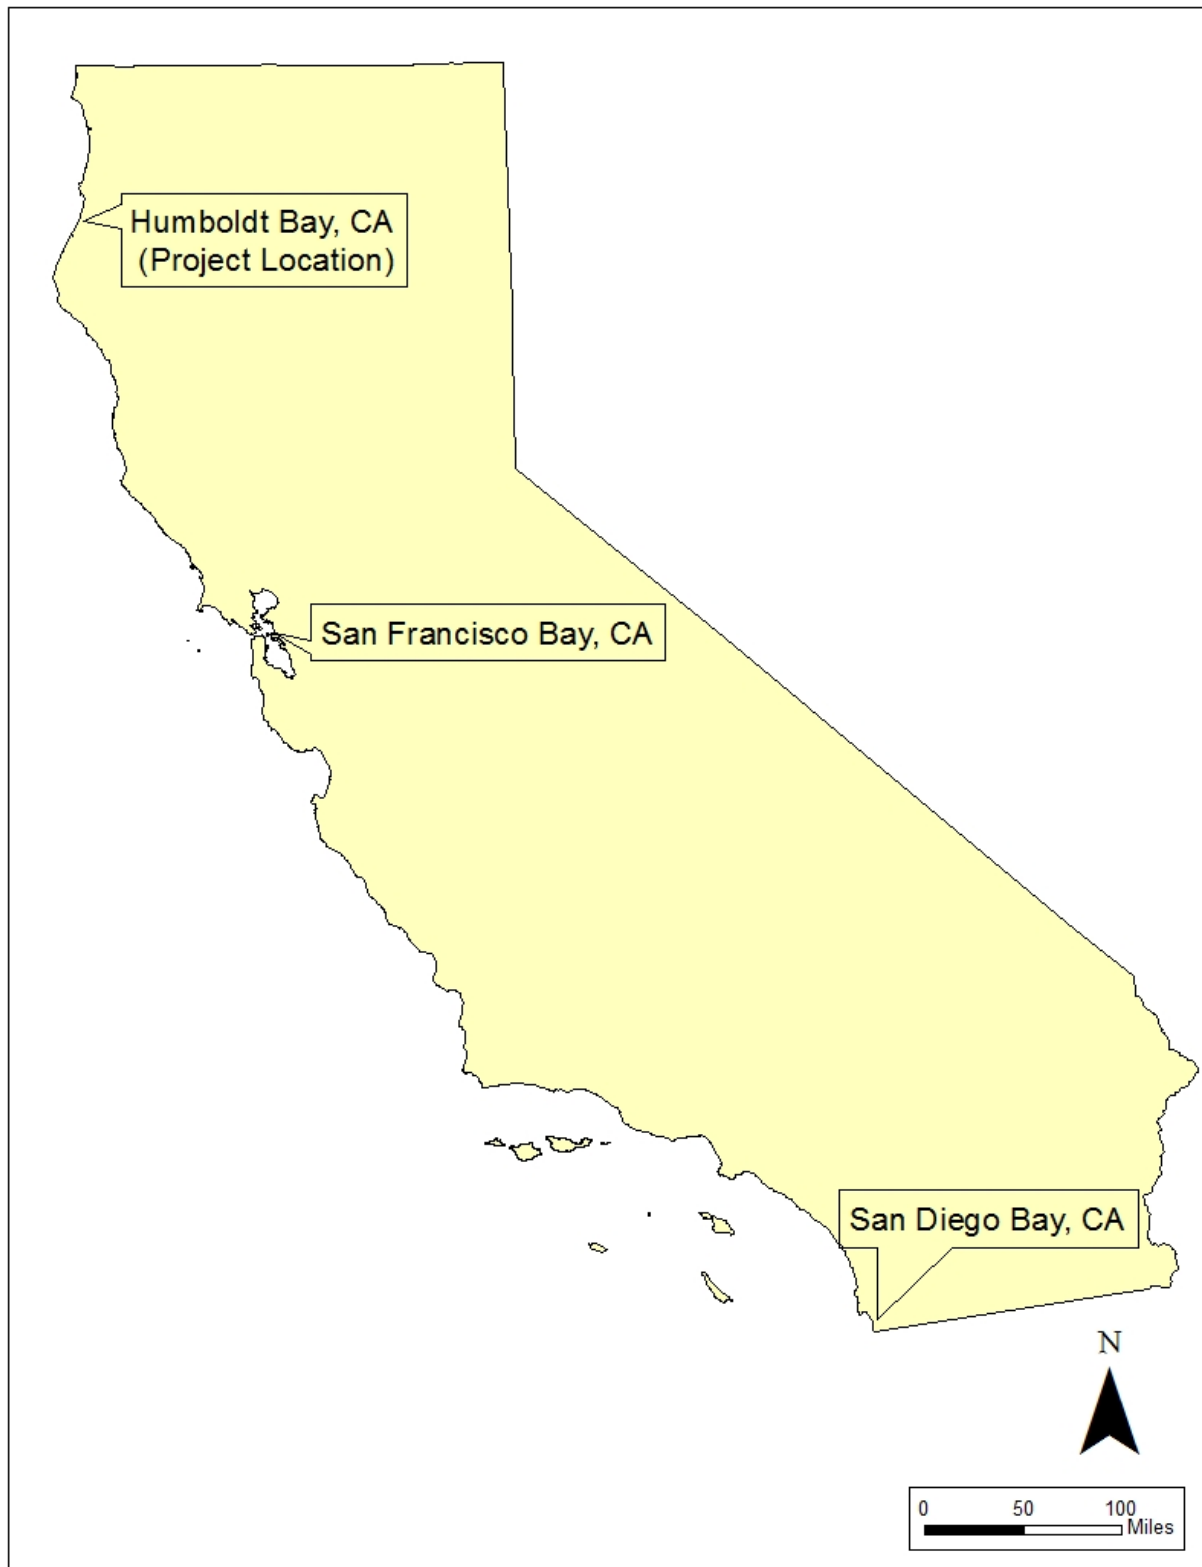 Humboldt Bay, CA
(Project Location)
San Francisco Bay, CA
San Diego Bay, CA
N
0 50 100
Miles